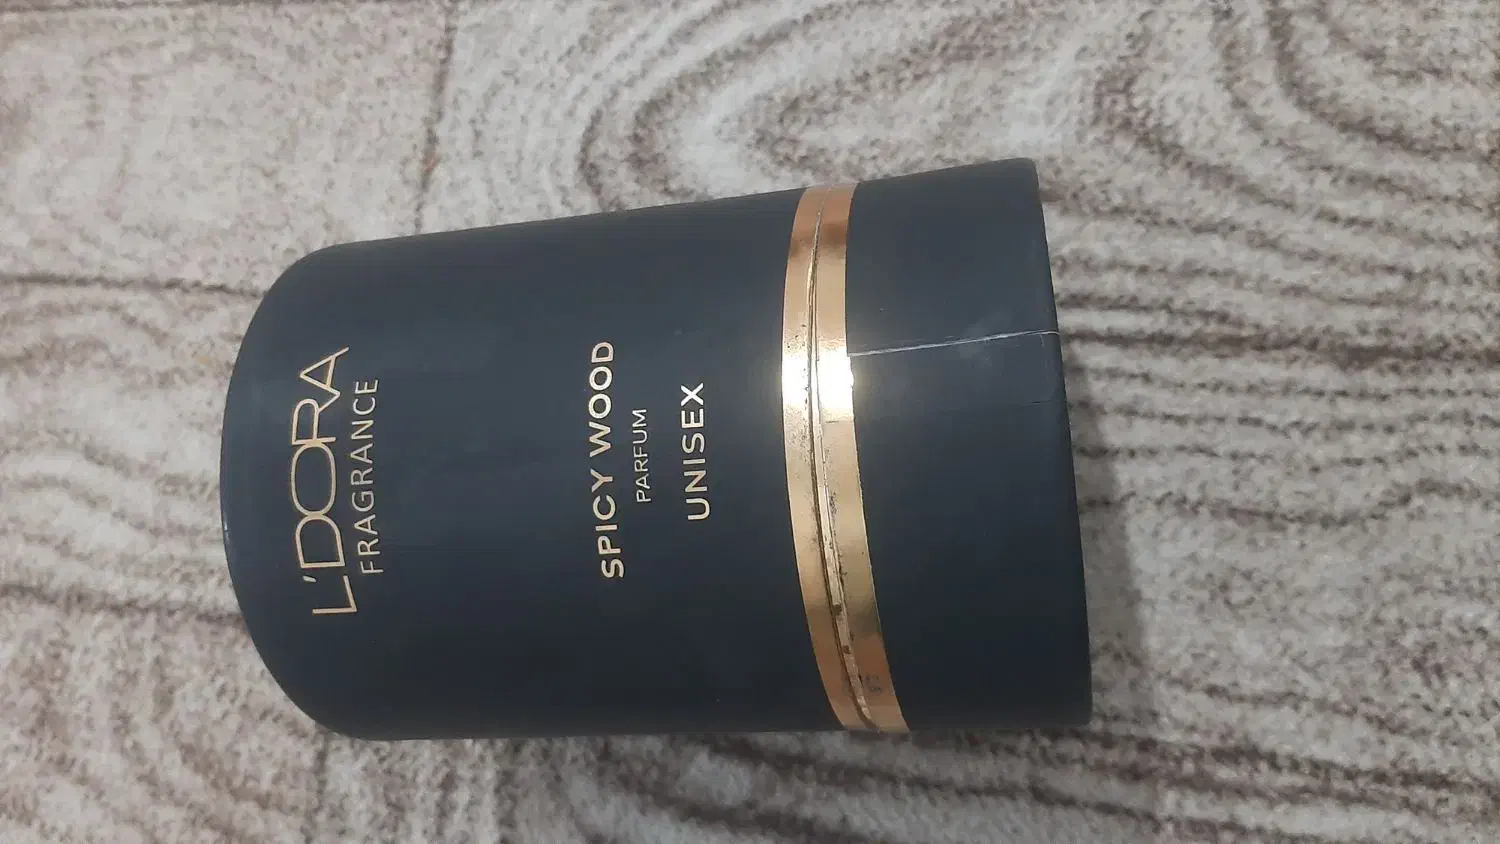 L'DORA
FRAGRANCE
SPICY WOOD
PARFUM
UNISEX